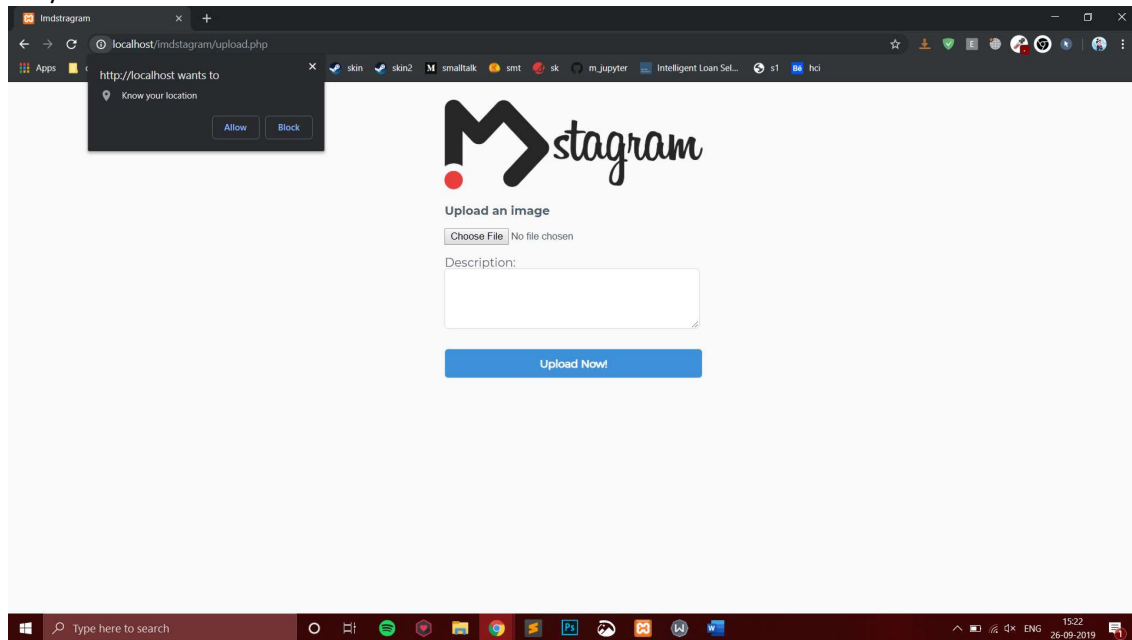 Imdstragram
localhost/imdstagram/upload.php
Apps
skin
skin2
M smalltalk
smt
sk
m_jupyter
Intelligent Loan Sel...
s1
Bē hci
http://localhost wants to
Know your location
Allow
Block
stagram
Upload an image
Choose File No file chosen
Description:
Upload Now!
Type here to search
Ps
ENG
15:22
26-09-2019